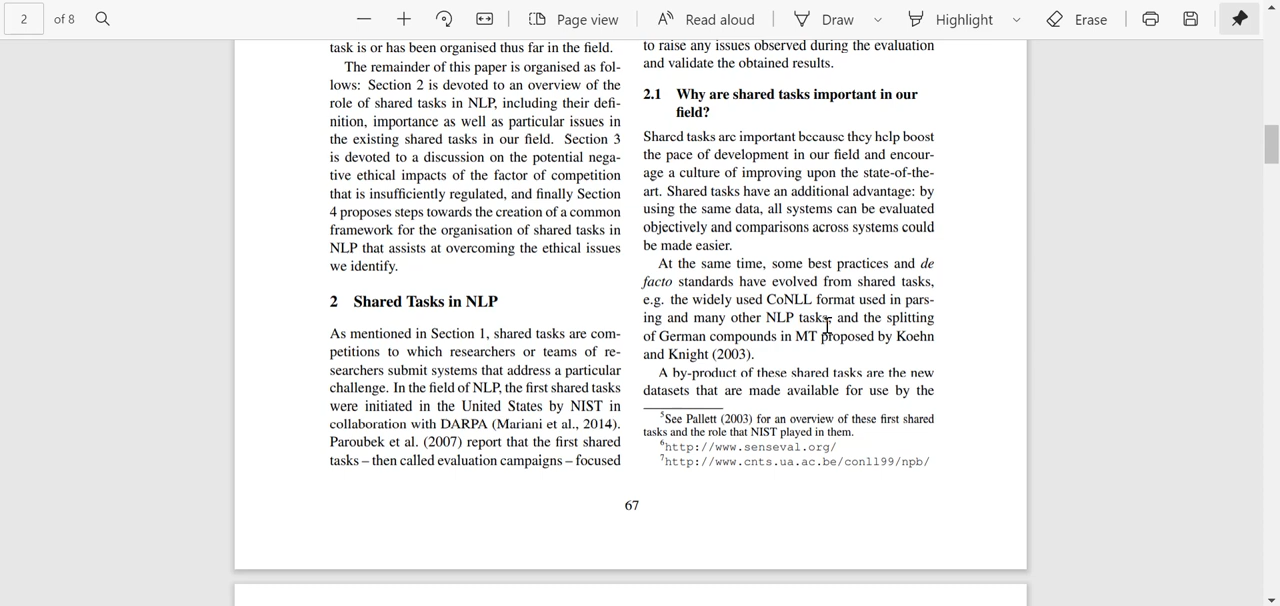 2 of 8 Page view Read aloud Draw Highlight Erase
task is or has been organised thus far in the field.
The remainder of this paper is organised as fol-
lows: Section 2 is devoted to an overview of the
role of shared tasks in NLP, including their defi-
nition, importance as well as particular issues in
the existing shared tasks in our field. Section 3
is devoted to a discussion on the potential nega-
tive ethical impacts of the factor of competition
that is insufficiently regulated, and finally Section
4 proposes steps towards the creation of a common
framework for the organisation of shared tasks in
NLP that assists at overcoming the ethical issues
we identify.
2 Shared Tasks in NLP
As mentioned in Section 1, shared tasks are com-
petitions to which researchers or teams of re-
searchers submit systems that address a particular
challenge. In the field of NLP, the first shared tasks
were initiated in the United States by NIST in
collaboration with DARPA (Mariani et al., 2014).
Paroubek et al. (2007) report that the first shared
tasks – then called evaluation campaigns – focused
to raise any issues observed during the evaluation
and validate the obtained results.
2.1 Why are shared tasks important in our
field?
Shared tasks are important because they help boost
the pace of development in our field and encour-
age a culture of improving upon the state-of-the-
art. Shared tasks have an additional advantage: by
using the same data, all systems can be evaluated
objectively and comparisons across systems could
be made easier.
At the same time, some best practices and de
facto standards have evolved from shared tasks,
e.g. the widely used CoNLL format used in pars-
ing and many other NLP tasks, and the splitting
of German compounds in MT proposed by Koehn
and Knight (2003).
A by-product of these shared tasks are the new
datasets that are made available for use by the
5See Pallett (2003) for an overview of these first shared
tasks and the role that NIST played in them.
6http://www.senseval.org/
7http://www.cnts.ua.ac.be/conll99/npb/
67